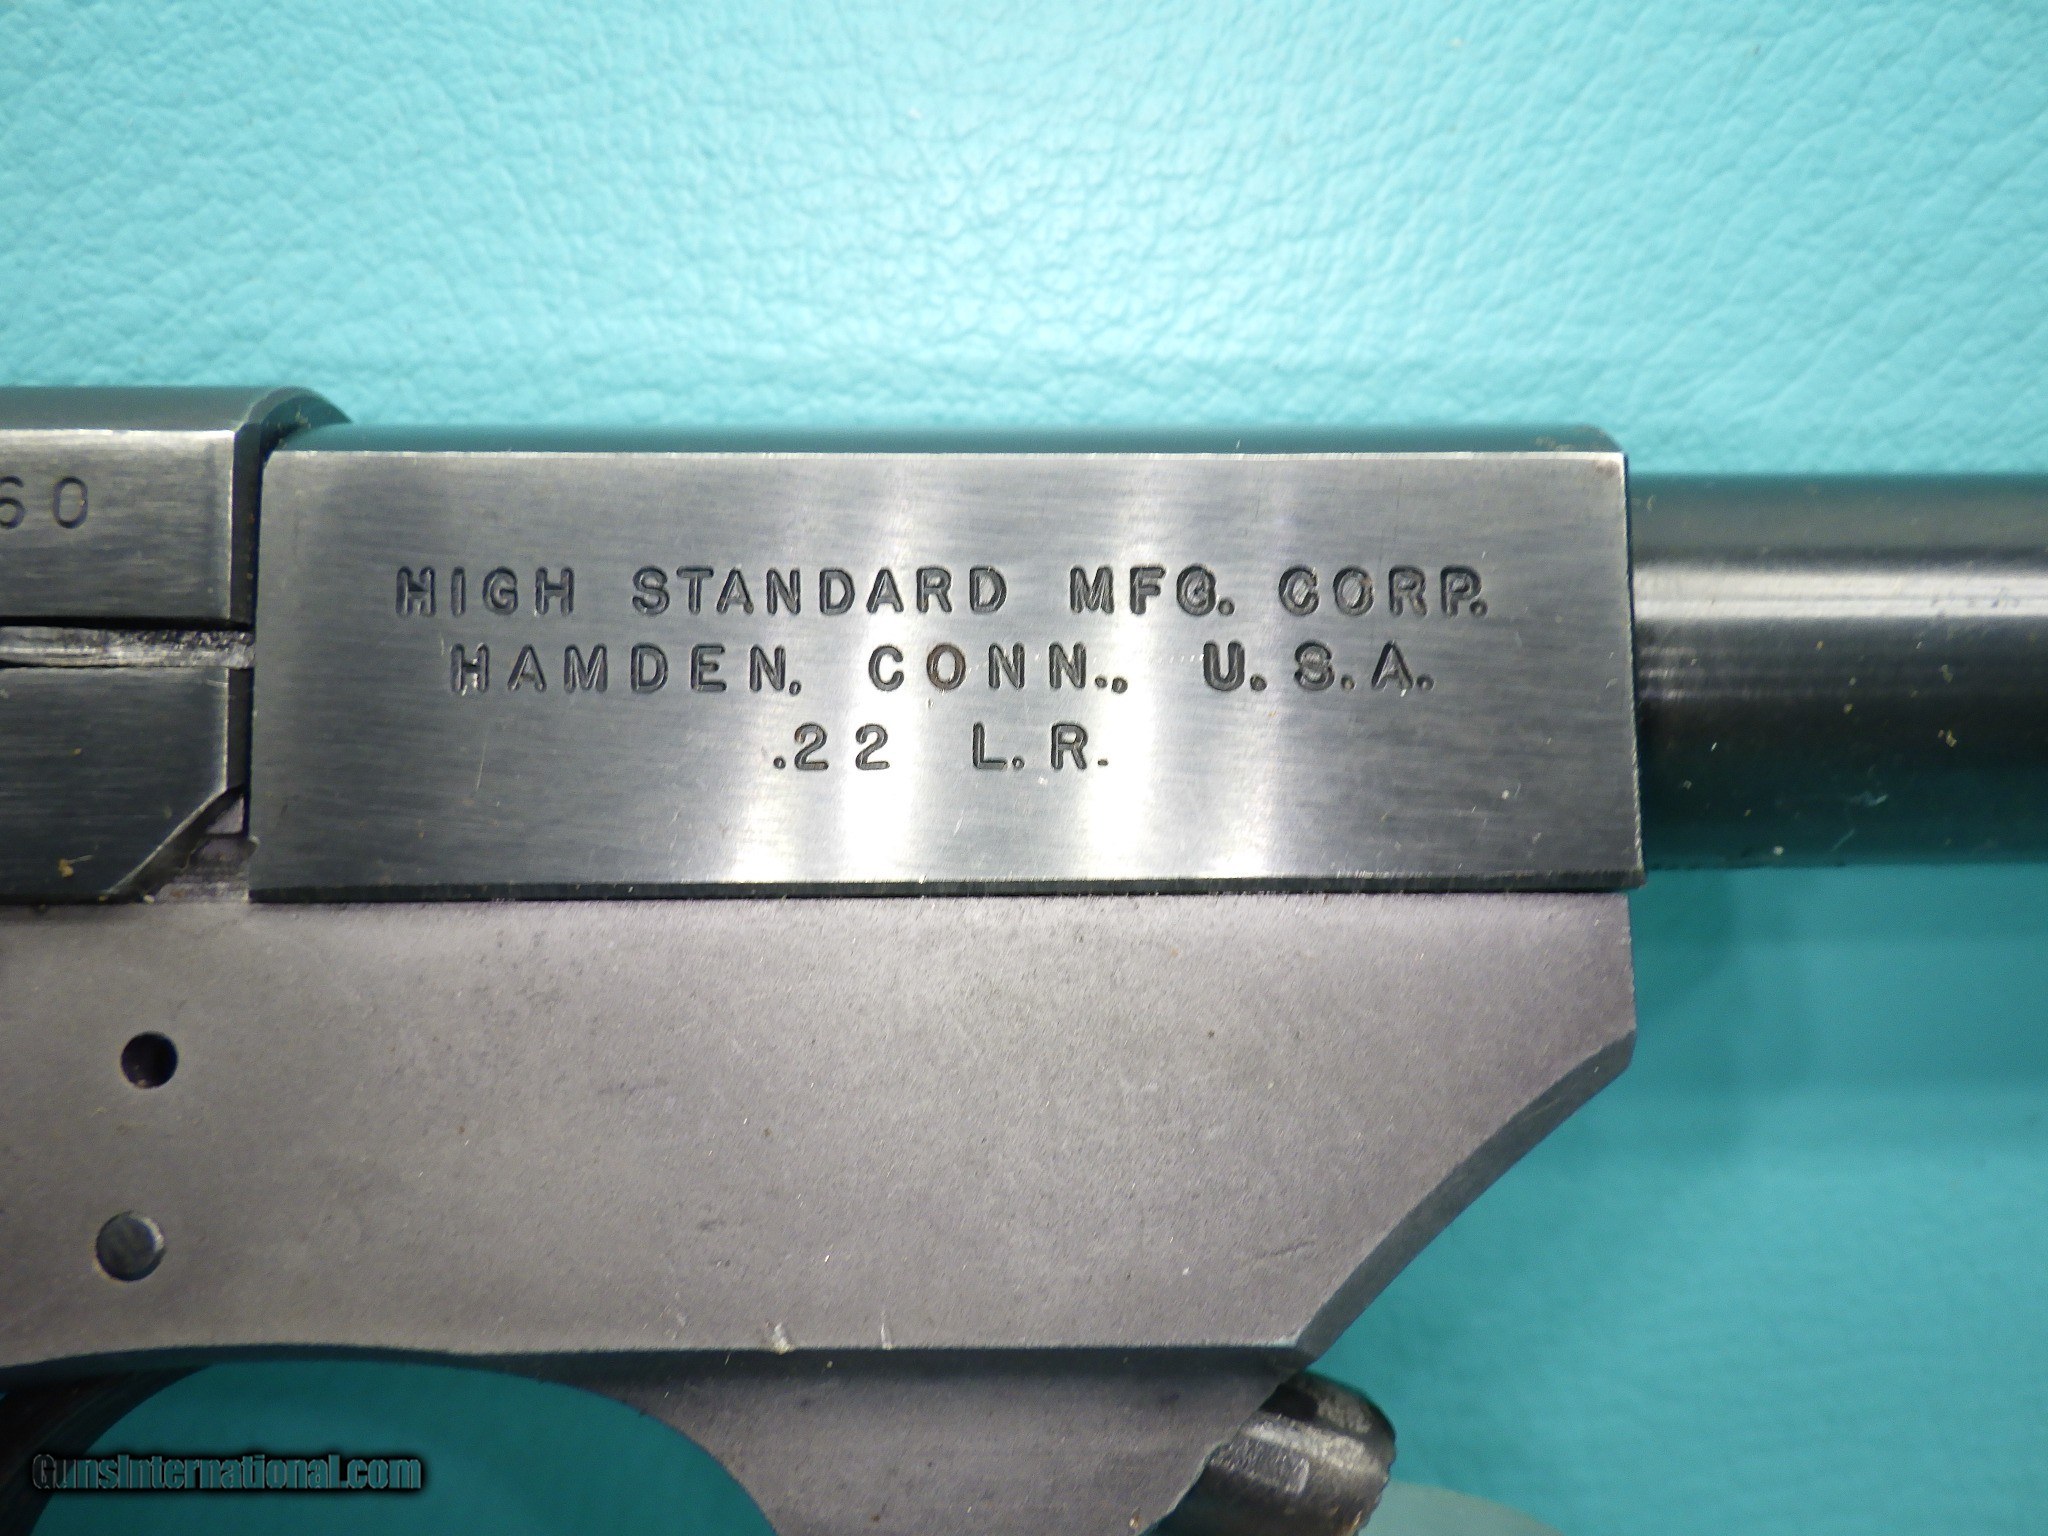 60
HIGH STANDARD MFG. CORP.
HAMDEN, CONN., U.S.A.
.22 L.R.
GunsInternational.com